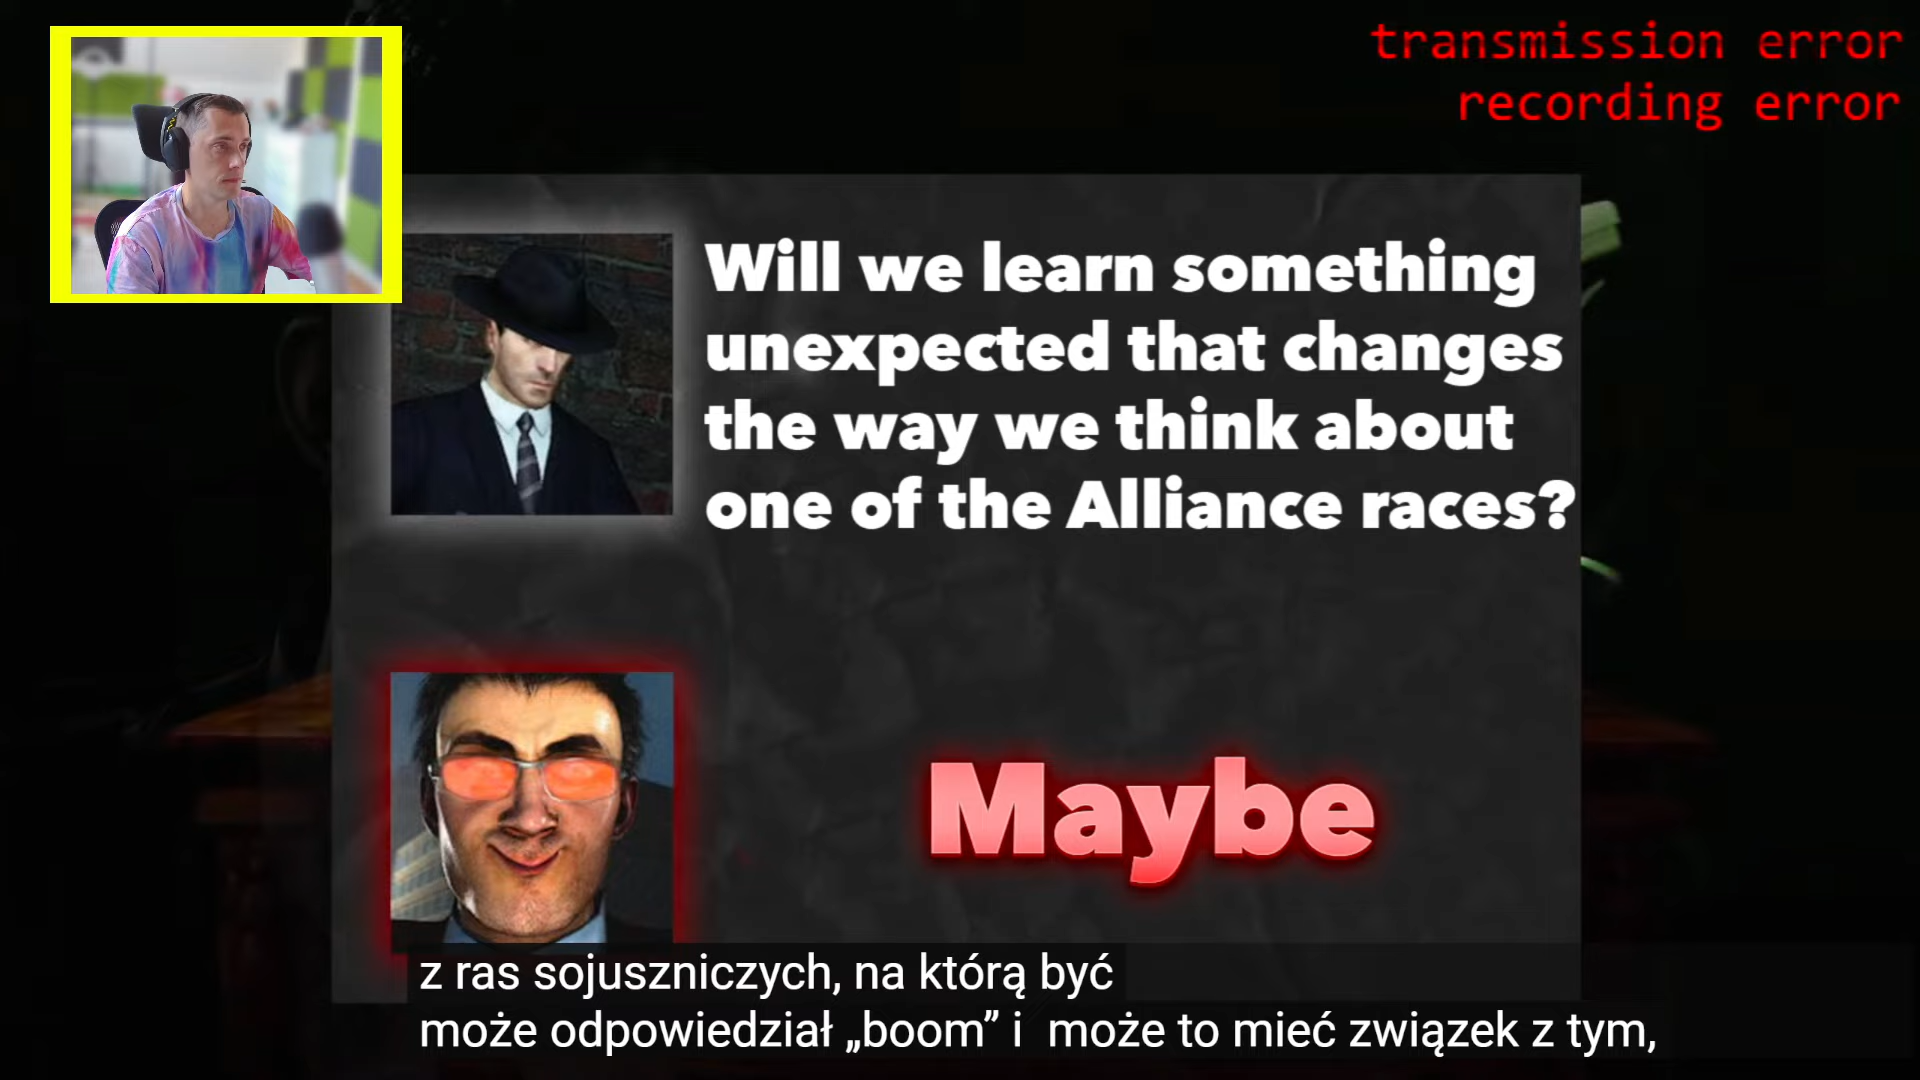 transmission error
recording error
Will we learn something
unexpected that changes
the way we think about
one of the Alliance races?
Maybe
z ras sojuszniczych, na którą być
może odpowiedział „boom” i może to mieć związek z tym,